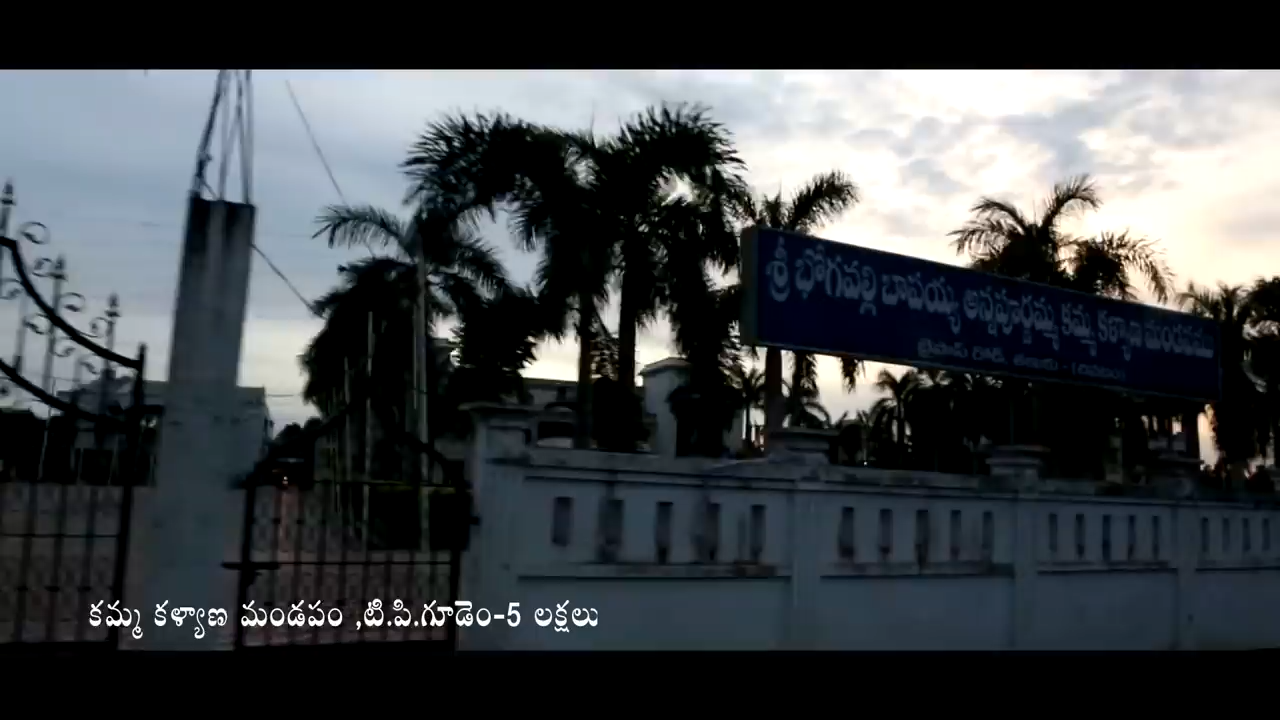 శ్రీ భోగవల్లి బాపయ్య అన్నపూర్ణమ్మ కమ్మ కళ్యాణ మండపము
కమ్మ కళ్యాణ మండపం ,టి.పి.గూడెం-5 లక్షలు